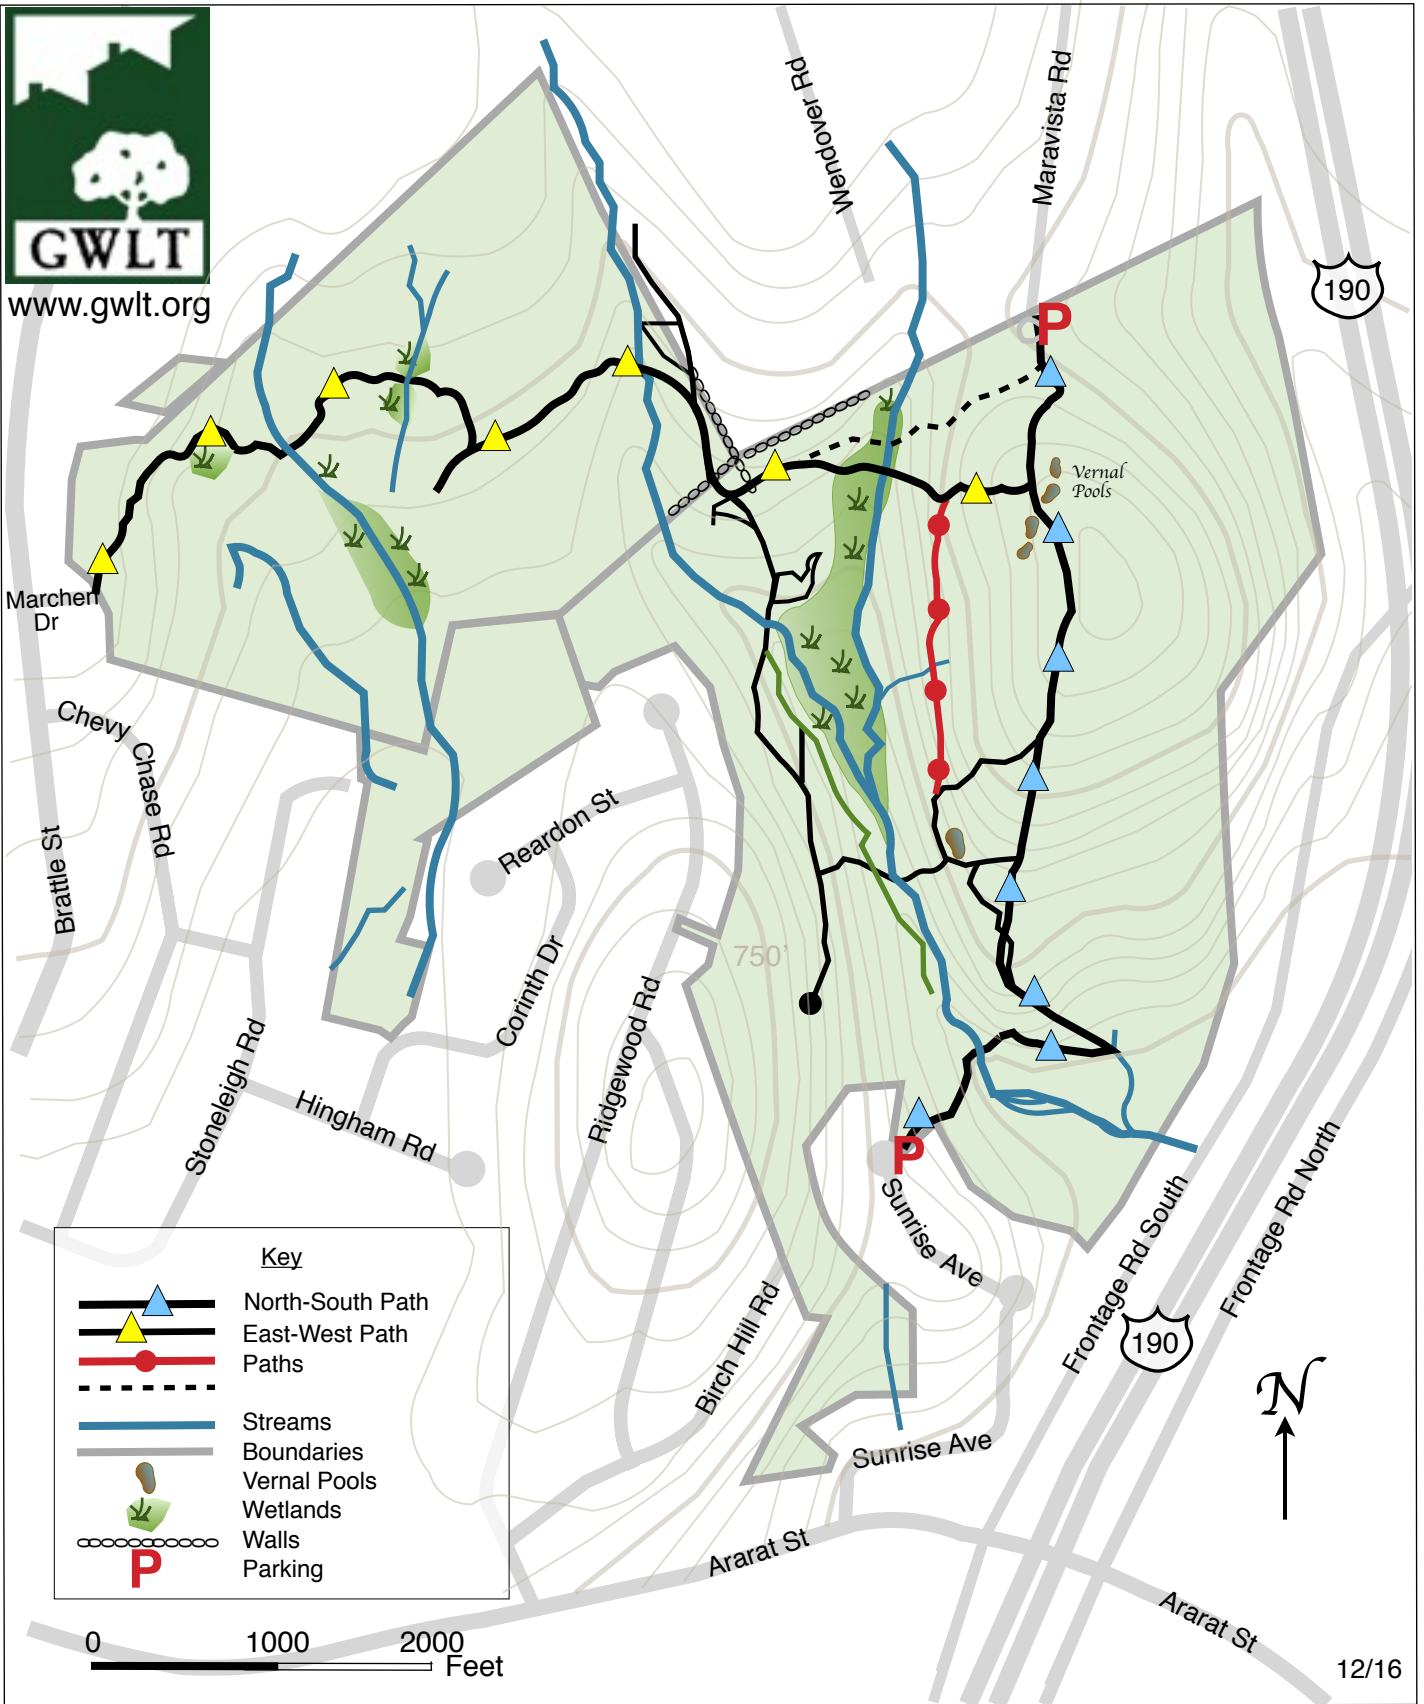 GWLT
www.gwlt.org
Wendover Rd
Maravista Rd
190
P
Vernal
Pools
Marchen
Dr
Chevy Chase Rd
Brattle St
Reardon St
750'
Corinth Dr
Ridgewood Rd
Stoneleigh Rd
Hingham Rd
P
Sunrise Ave
Frontage Rd South
Frontage Rd North
190
Birch Hill Rd
Sunrise Ave
N
Key
North-South Path
East-West Path
Paths
Streams
Boundaries
Vernal Pools
Wetlands
Walls
P Parking
Ararat St
Ararat St
0 1000 2000
Feet
12/16